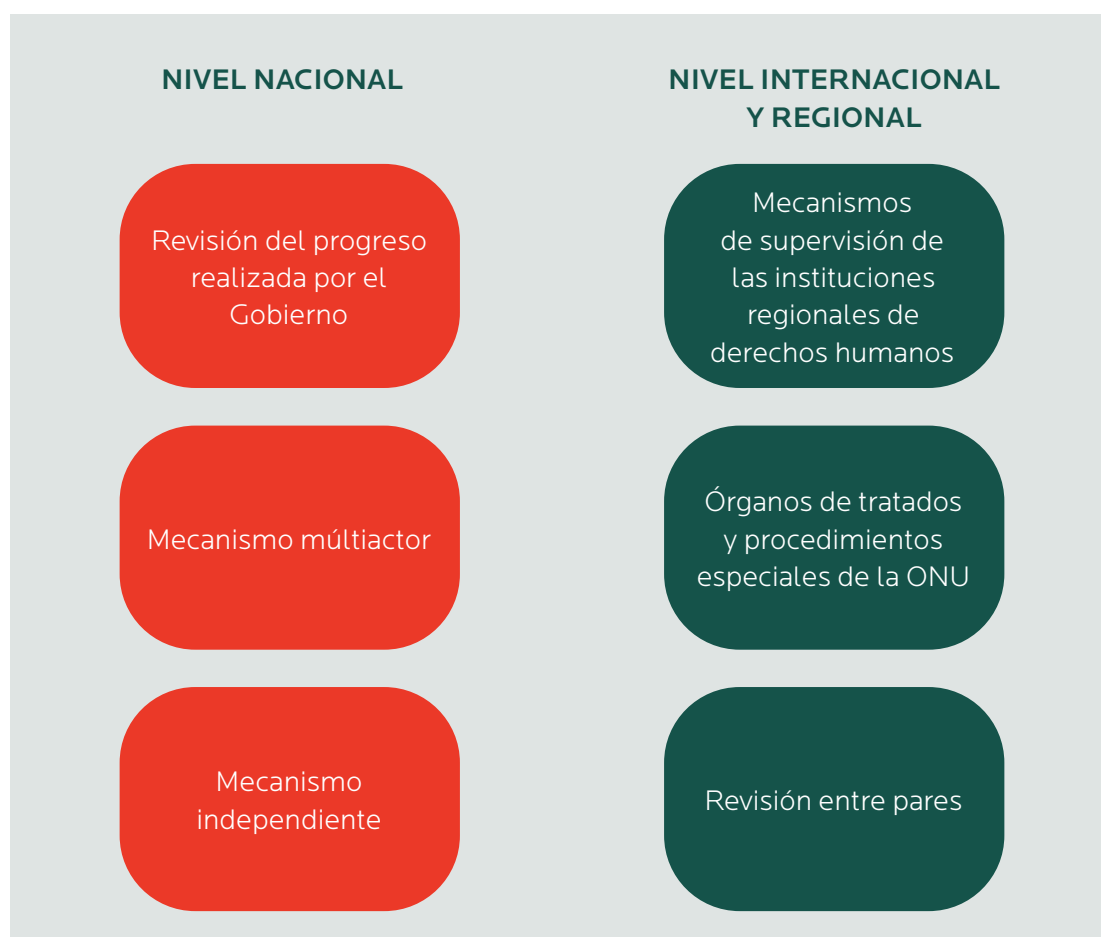 NIVEL NACIONAL
Revisión del progreso
realizada por el
Gobierno
Mecanismo múltiactor
Mecanismo
independiente
NIVEL INTERNACIONAL
Y REGIONAL
Mecanismos
de supervisión de
las instituciones
regionales de
derechos humanos
Órganos de tratados
y procedimientos
especiales de la ONU
Revisión entre pares